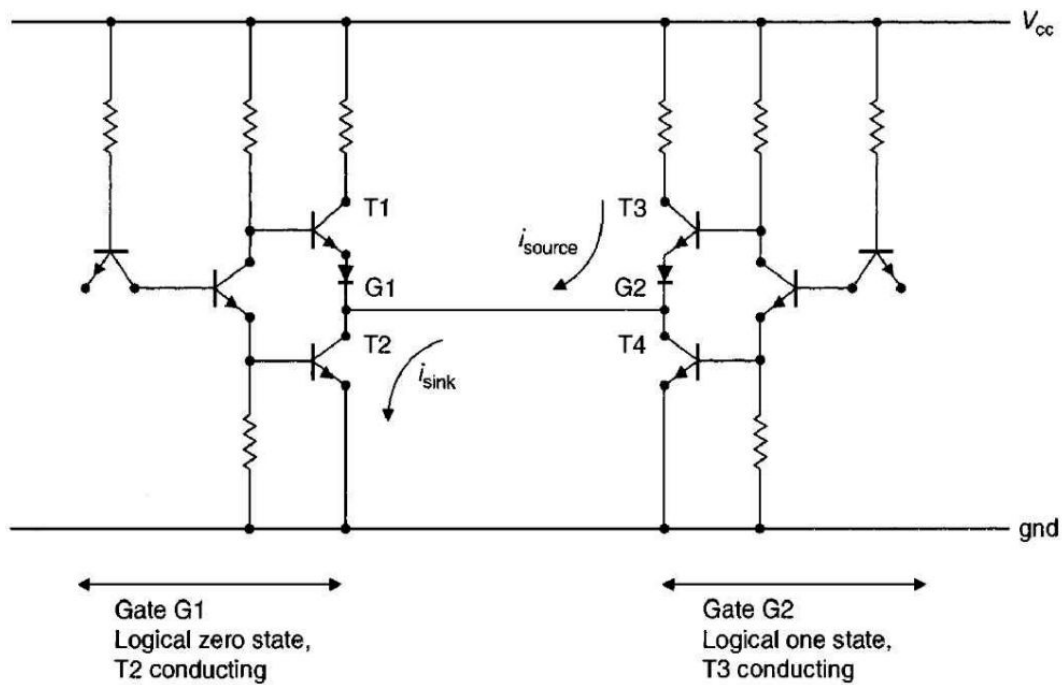 Vcc
T1
T3
isource
G1
G2
T2
T4
isink
gnd
Gate G1
Logical zero state,
T2 conducting
Gate G2
Logical one state,
T3 conducting